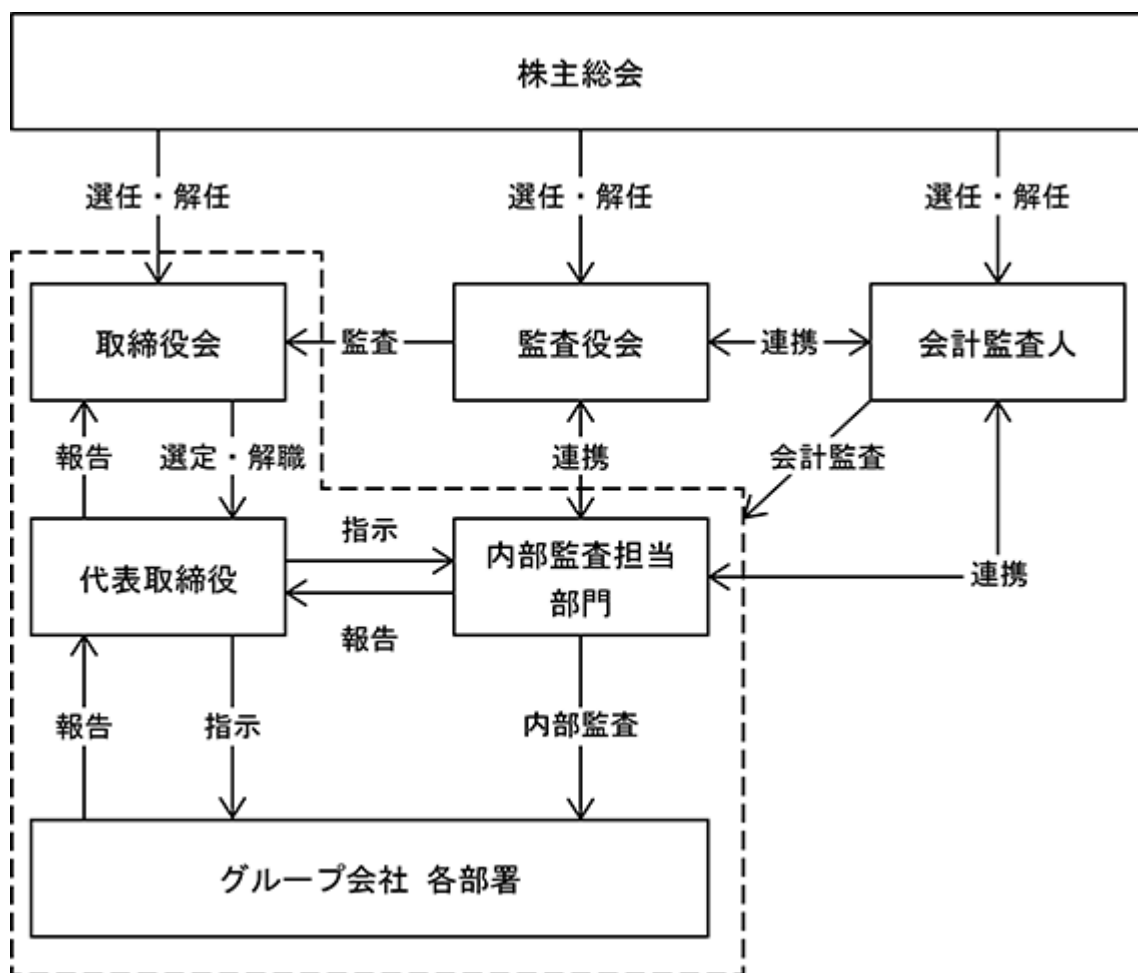 株主総会
選任・解任
選任・解任
選任・解任
取締役会
監査
監査役会
連携
会計監査人
報告
選定・解職
連携
会計監査
代表取締役
指示
報告
内部監査担当
部門
連携
報告
指示
内部監査
グループ会社 各部署